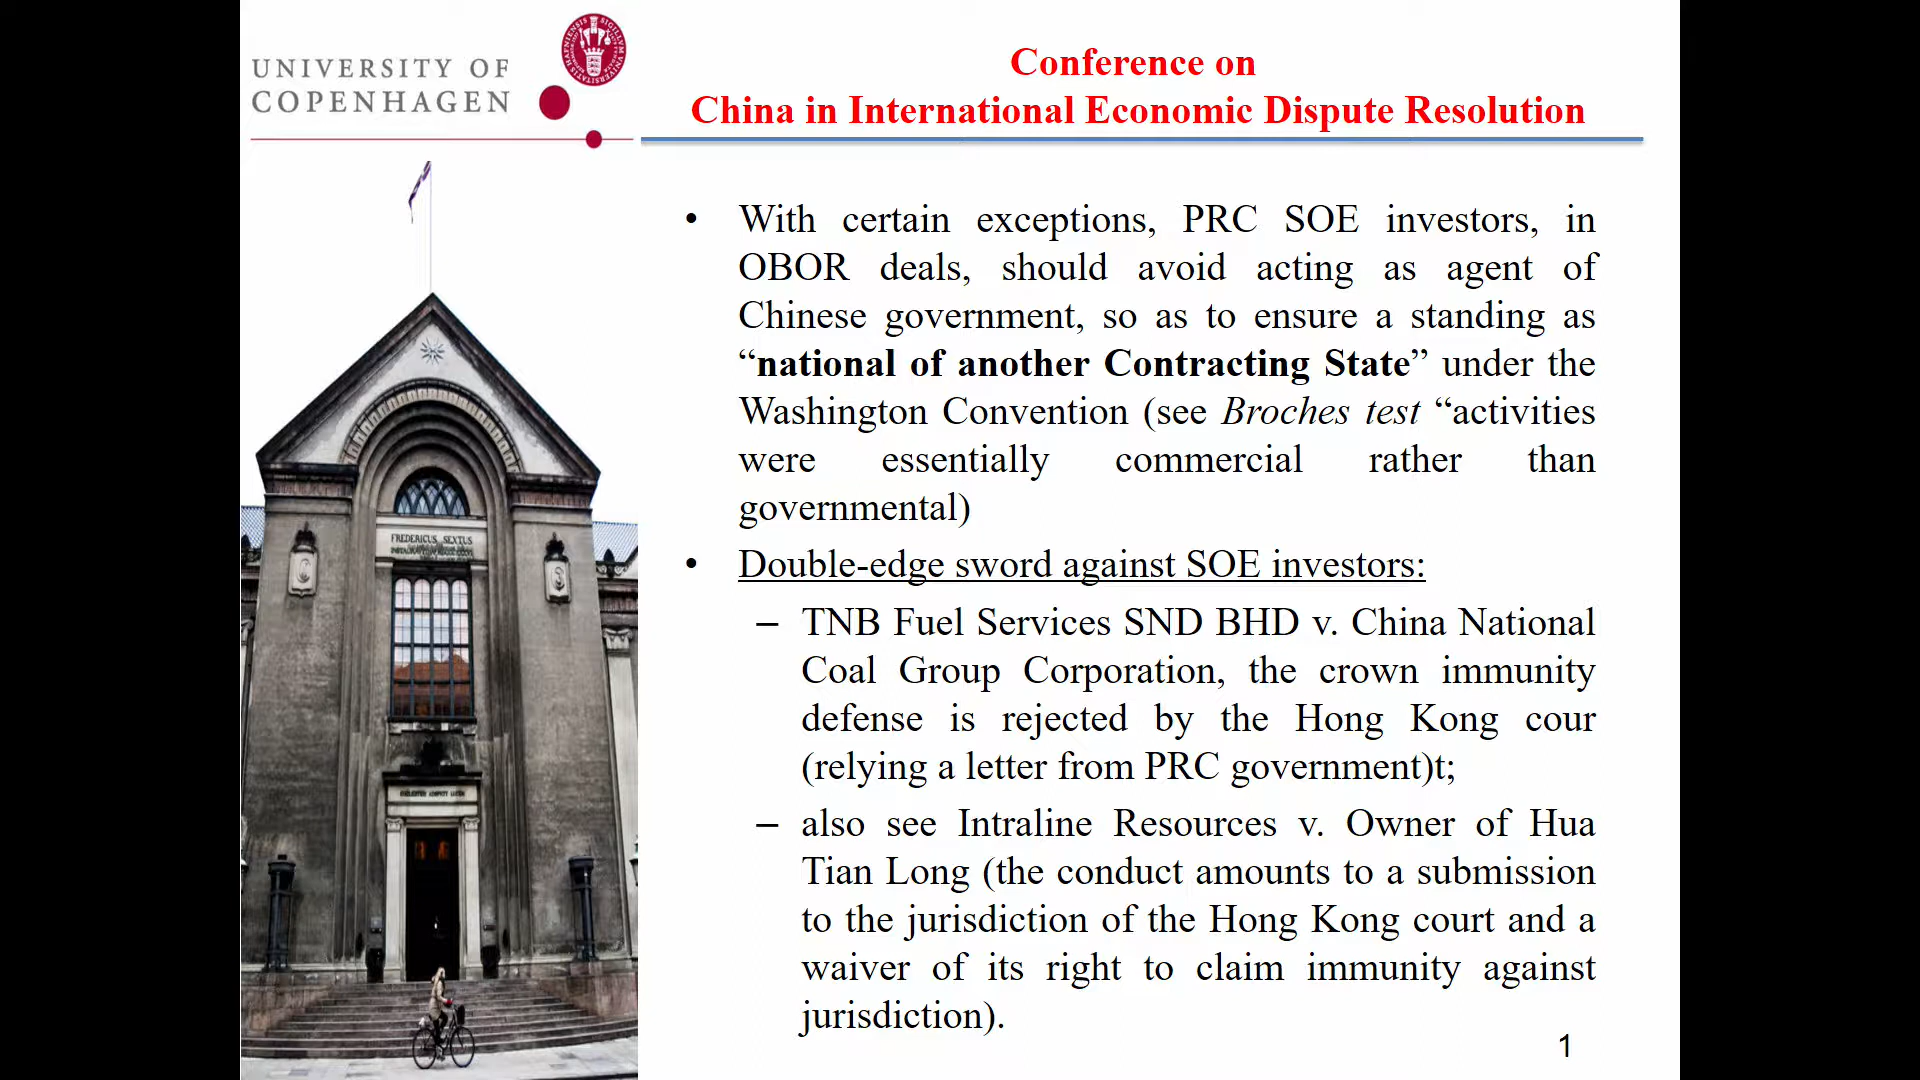 UNIVERSITY OF
COPENHAGEN
Conference on
China in International Economic Dispute Resolution
• With certain exceptions, PRC SOE investors, in
OBOR deals, should avoid acting as agent of
Chinese government, so as to ensure a standing as
“national of another Contracting State” under the
Washington Convention (see Broches test “activities
were essentially commercial rather than
governmental)
• Double-edge sword against SOE investors:
– TNB Fuel Services SND BHD v. China National
Coal Group Corporation, the crown immunity
defense is rejected by the Hong Kong cour
(relying a letter from PRC government)t;
– also see Intraline Resources v. Owner of Hua
Tian Long (the conduct amounts to a submission
to the jurisdiction of the Hong Kong court and a
waiver of its right to claim immunity against
jurisdiction).
FREDERICUS SEXTUS
1